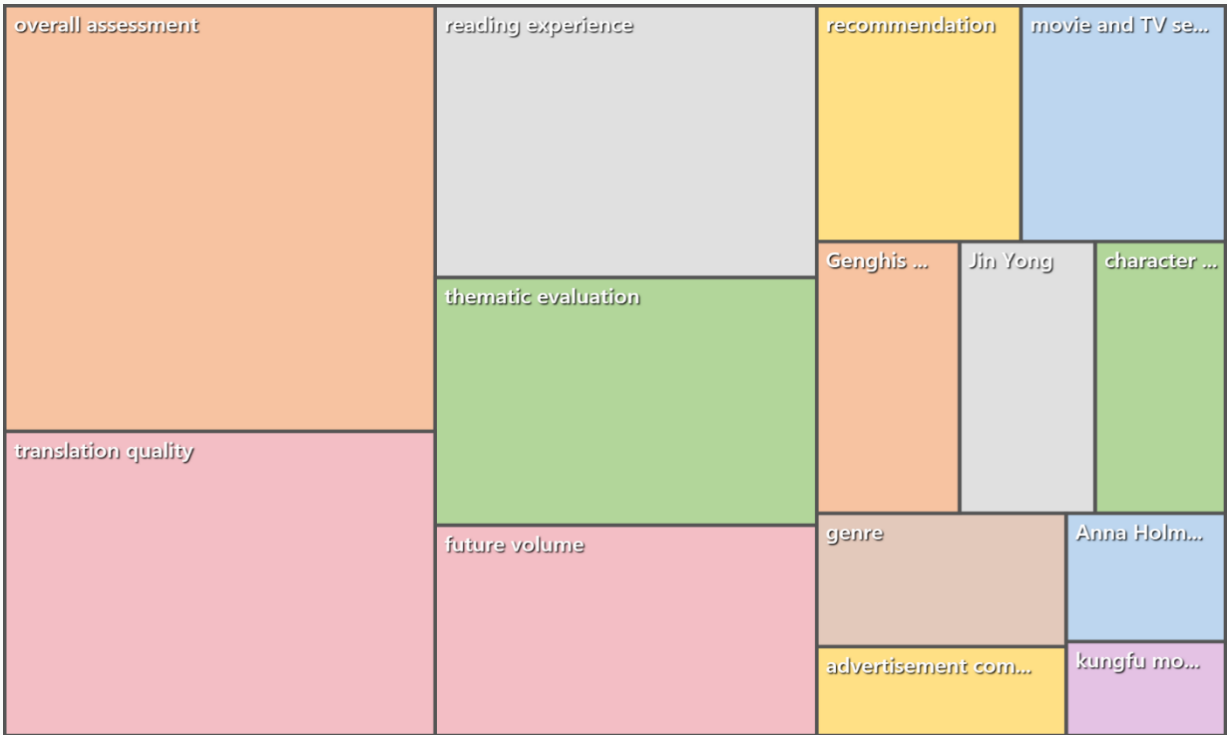 overall assessment
reading experience
recommendation
movie and TV se...
thematic evaluation
Genghis ...
Jin Yong
character ...
translation quality
future volume
genre
Anna Holm...
advertisement com...
kungfu mo...